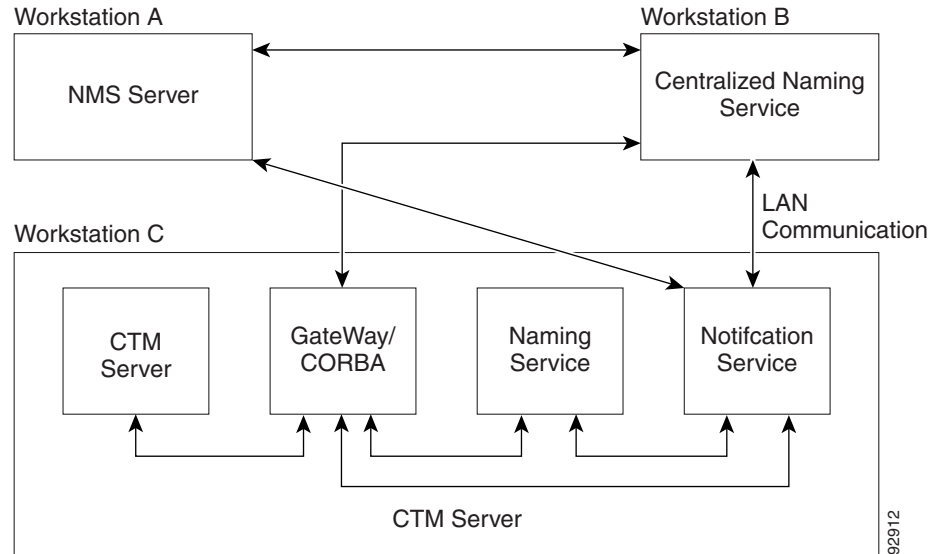 Workstation A
Workstation B
NMS Server
Centralized Naming
Service
LAN
Communication
Workstation C
CTM
Server
GateWay/
CORBA
Naming
Service
Notifcation
Service
CTM Server
92912